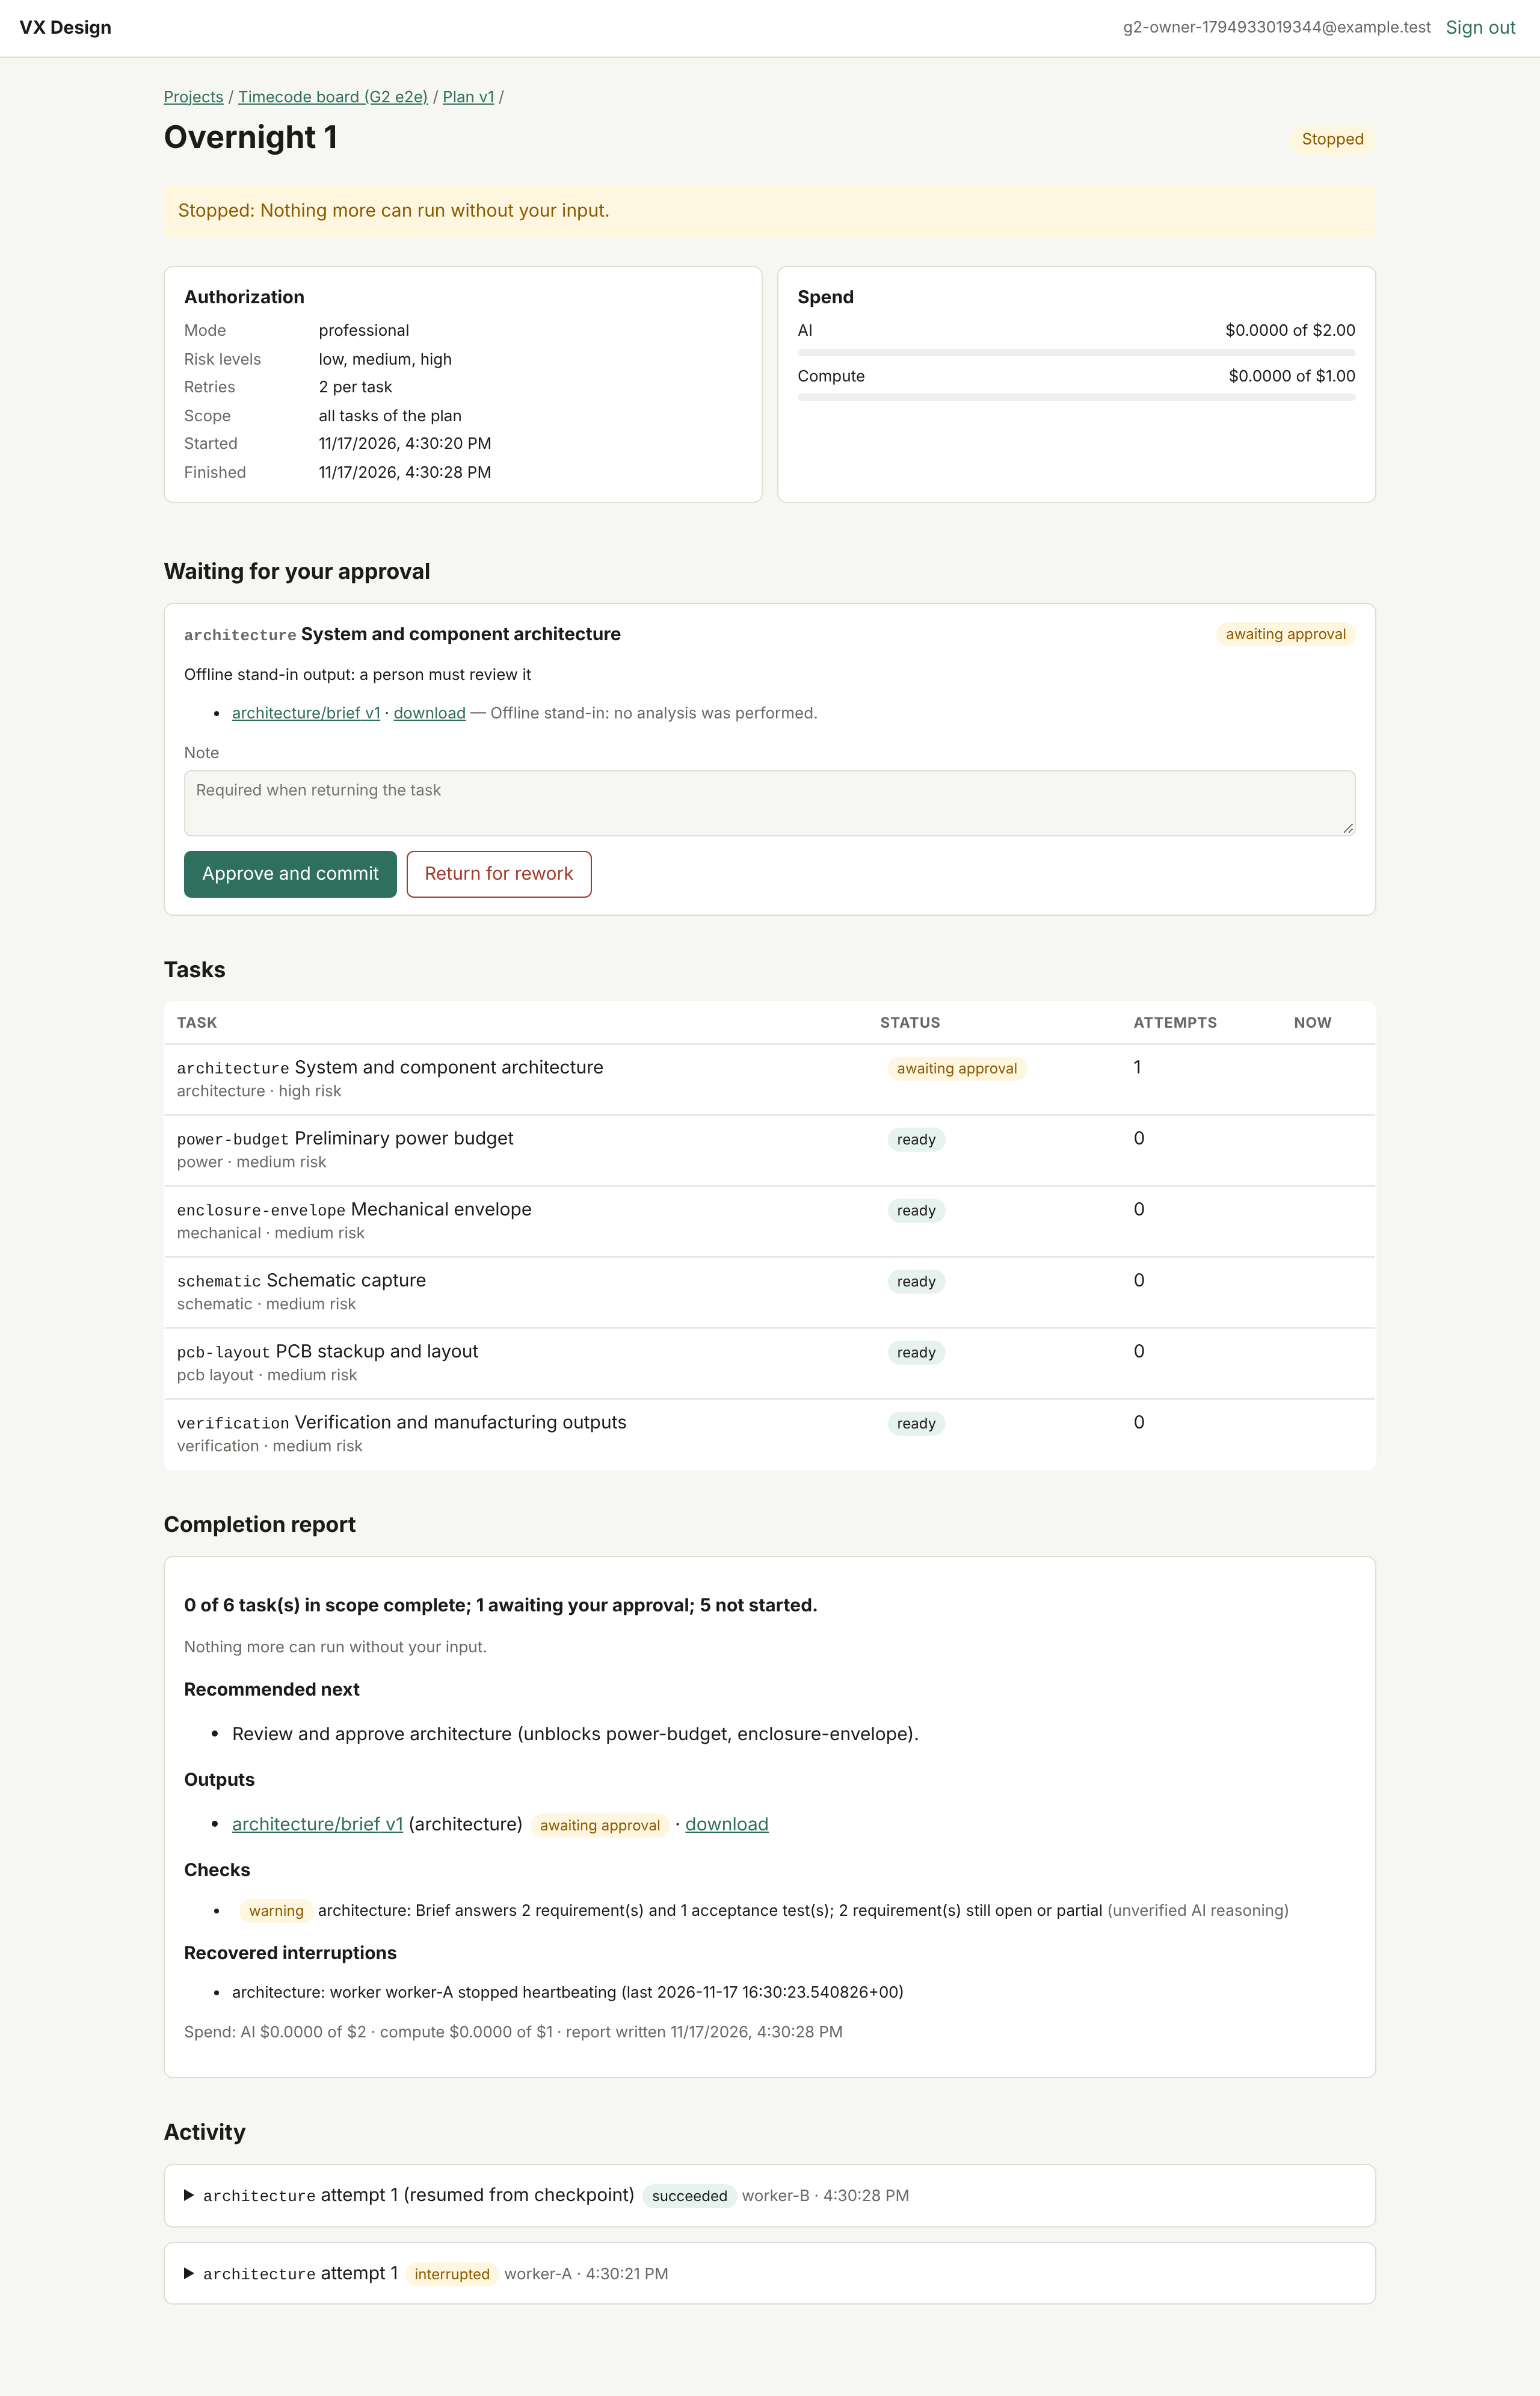 VX Design
g2-owner-1794933019344@example.test Sign out
Projects / Timecode board (G2 e2e) / Plan v1 /
Overnight 1
Stopped
Stopped: Nothing more can run without your input.
Authorization
Mode professional
Risk levels low, medium, high
Retries 2 per task
Scope all tasks of the plan
Started 11/17/2026, 4:30:20 PM
Finished 11/17/2026, 4:30:28 PM
Spend
AI $0.0000 of $2.00
Compute $0.0000 of $1.00
Waiting for your approval
architecture System and component architecture awaiting approval
Offline stand-in output: a person must review it
• architecture/brief v1 · download — Offline stand-in: no analysis was performed.
Note
Required when returning the task
Approve and commit Return for rework
Tasks
TASK STATUS ATTEMPTS NOW
architecture System and component architecture awaiting approval 1
architecture · high risk
power-budget Preliminary power budget ready 0
power · medium risk
enclosure-envelope Mechanical envelope ready 0
mechanical · medium risk
schematic Schematic capture ready 0
schematic · medium risk
pcb-layout PCB stackup and layout ready 0
pcb layout · medium risk
verification Verification and manufacturing outputs ready 0
verification · medium risk
Completion report
0 of 6 task(s) in scope complete; 1 awaiting your approval; 5 not started.
Nothing more can run without your input.
Recommended next
• Review and approve architecture (unblocks power-budget, enclosure-envelope).
Outputs
• architecture/brief v1 (architecture) awaiting approval · download
Checks
• warning architecture: Brief answers 2 requirement(s) and 1 acceptance test(s); 2 requirement(s) still open or partial (unverified AI reasoning)
Recovered interruptions
• architecture: worker worker-A stopped heartbeating (last 2026-11-17 16:30:23.540826+00)
Spend: AI $0.0000 of $2 · compute $0.0000 of $1 · report written 11/17/2026, 4:30:28 PM
Activity
architecture attempt 1 (resumed from checkpoint) succeeded worker-B · 4:30:28 PM
architecture attempt 1 interrupted worker-A · 4:30:21 PM